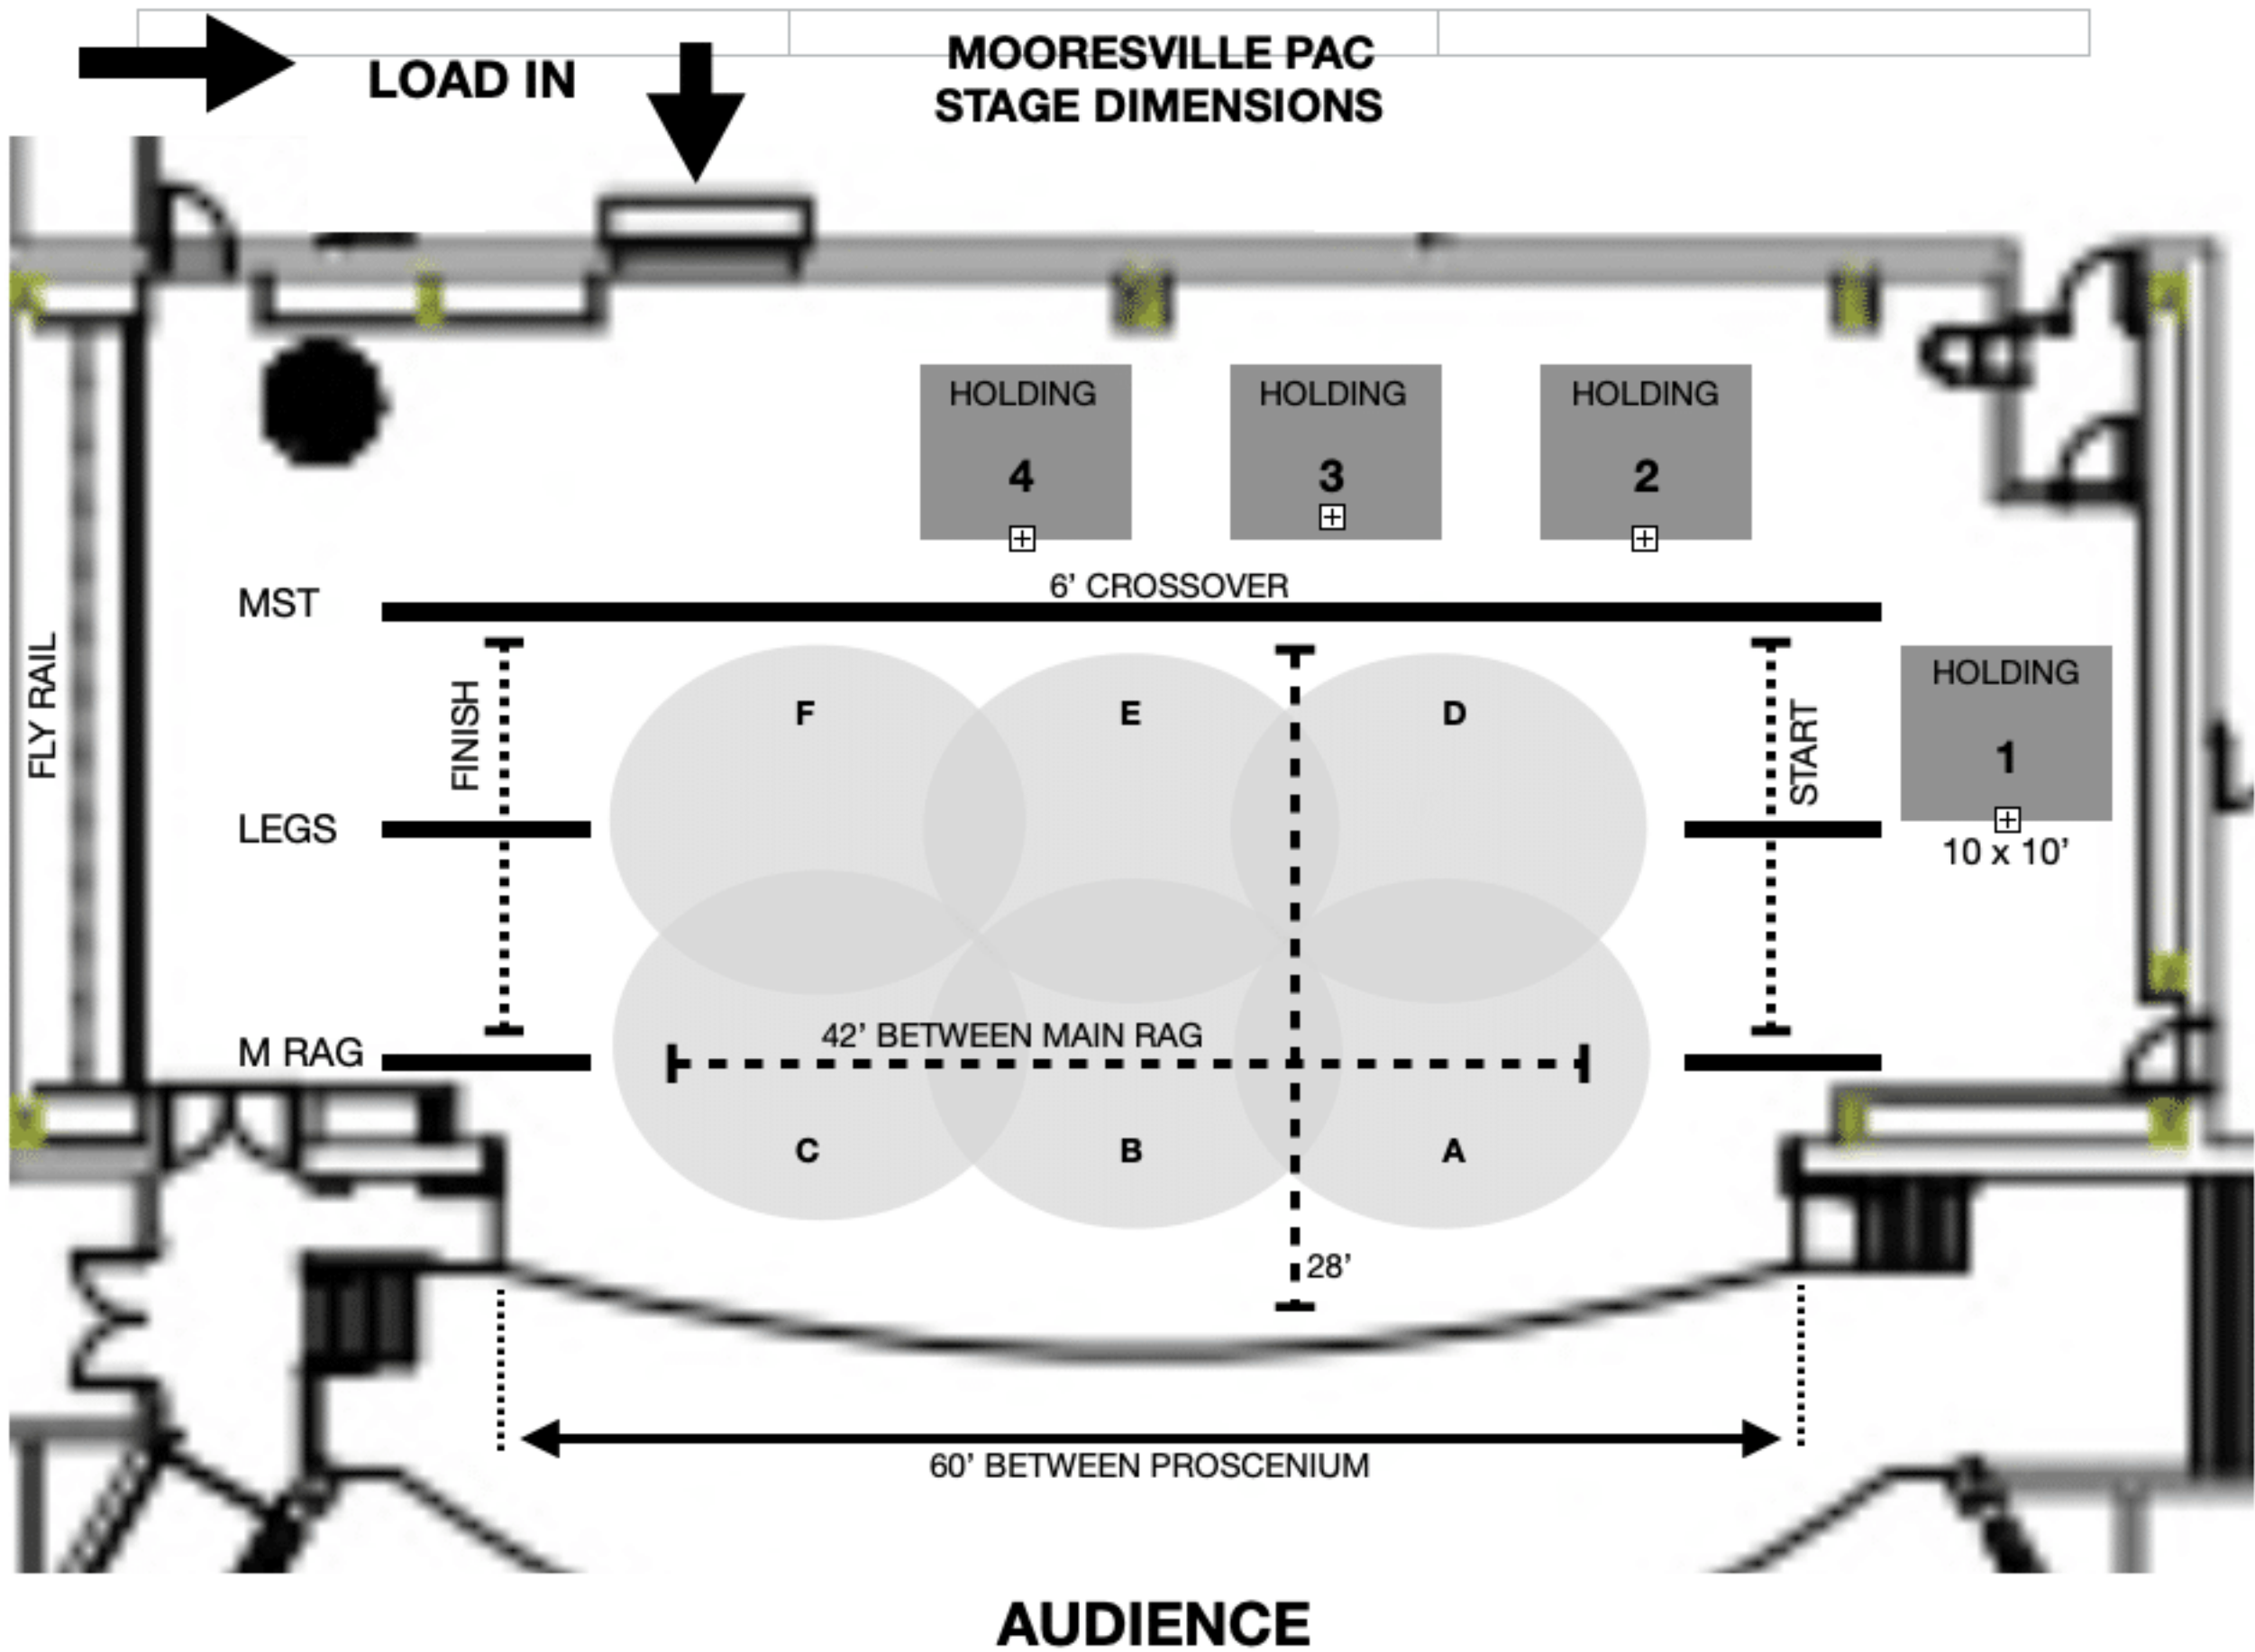 MOORESVILLE PAC
LOAD IN
STAGE DIMENSIONS
HOLDING
HOLDING
HOLDING
4
3
2
6’ CROSSOVER
MST
HOLDING
1
10 x 10’
FLY RAIL
FINISH
START
F
E
D
LEGS
42’ BETWEEN MAIN RAG
M RAG
C
B
A
28’
60’ BETWEEN PROSCENIUM
AUDIENCE